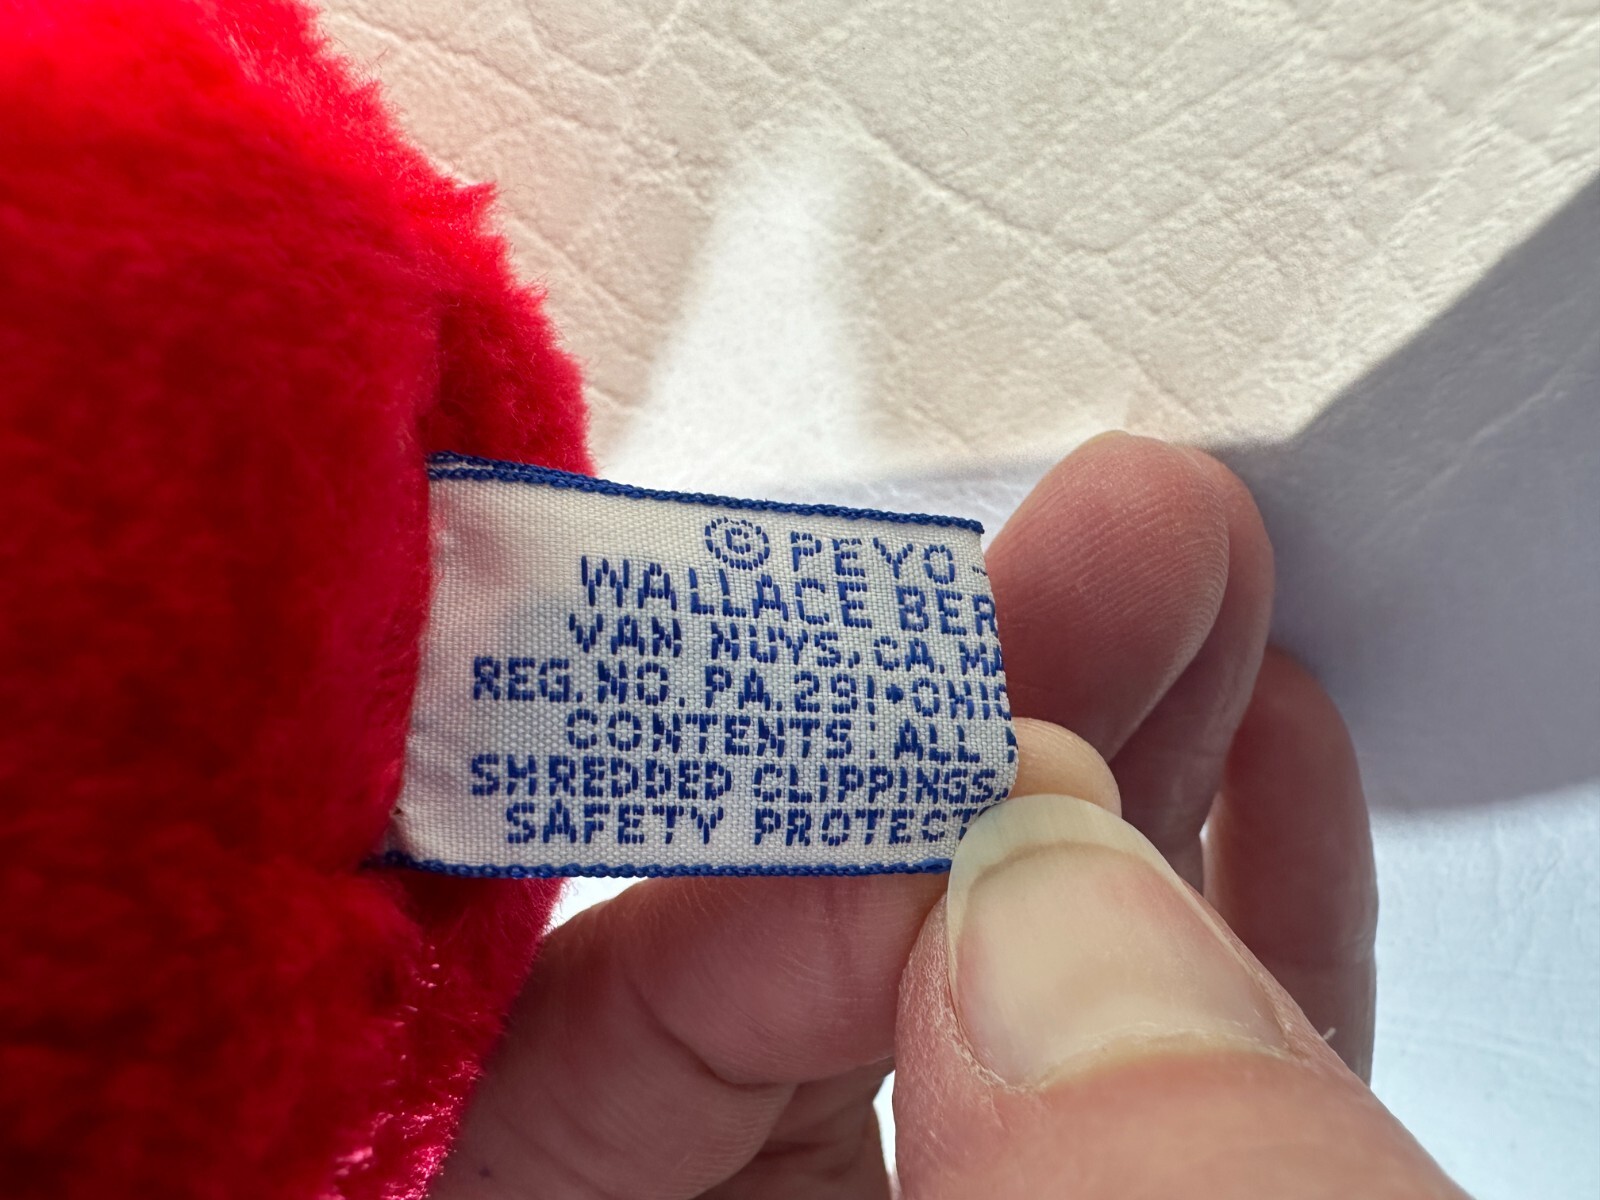 © PEYO -
WALLACE BER
VAN NUYS, CA. MA
REG. NO. PA. 291•OHIO
CONTENTS: ALL
SHREDDED CLIPPINGS.
SAFETY PROTECT